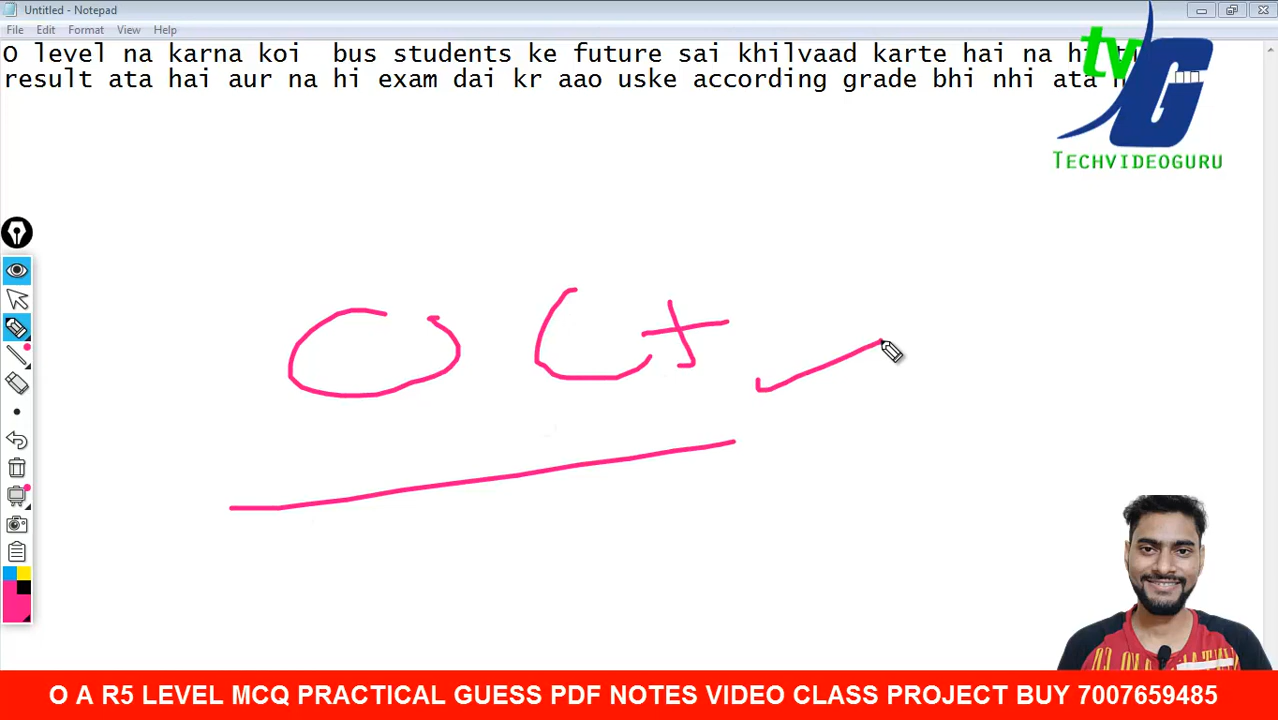 Untitled - Notepad
File Edit Format View Help
O level na karna koi bus students ke future sai khilvaad karte hai na hi
result ata hai aur na hi exam dai kr aao uske according grade bhi nhi ata
tv G
TECHVIDEOGURU
O Ct
O A R5 LEVEL MCQ PRACTICAL GUESS PDF NOTES VIDEO CLASS PROJECT BUY 7007659485